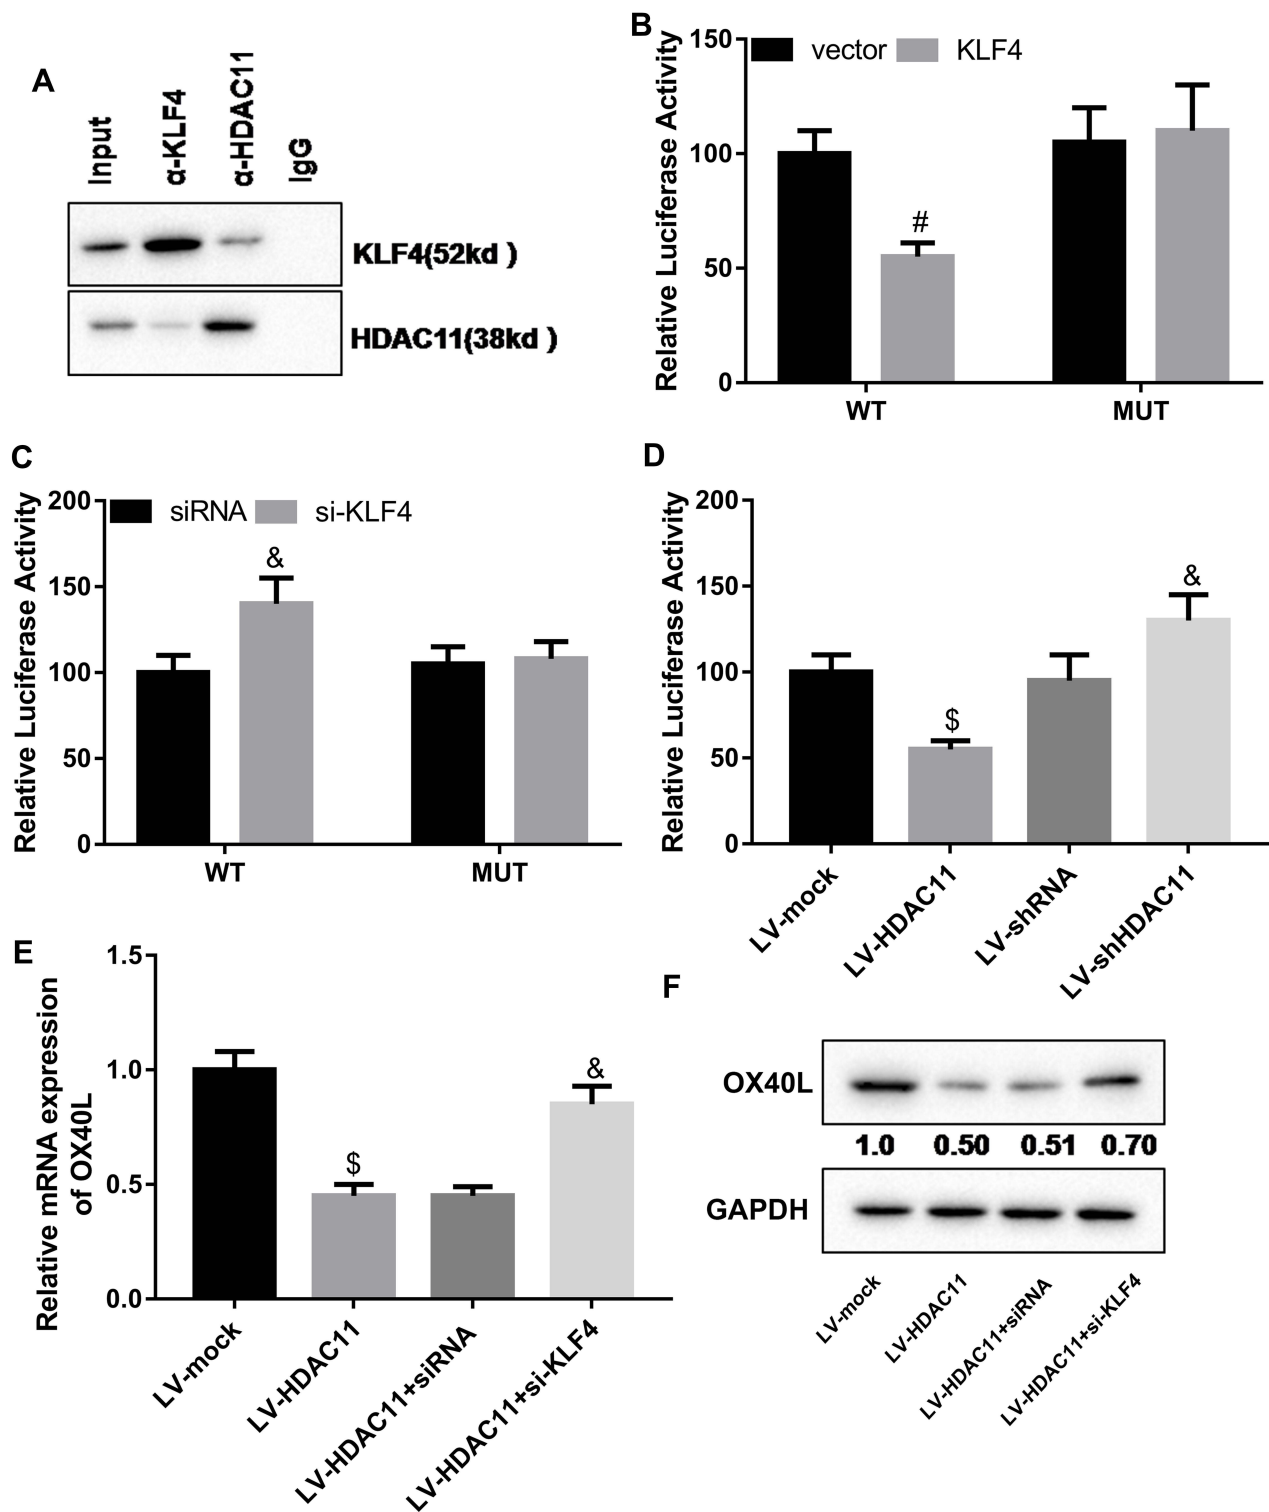 A
Input
α-KLF4
α-HDAC11
IgG
KLF4(52kd )
HDAC11(38kd )
B
Relative Luciferase Activity
150
100
50
0
vector
KLF4
#
WT
MUT
C
Relative Luciferase Activity
200
150
100
50
0
siRNA
si-KLF4
&
WT
MUT
D
Relative Luciferase Activity
200
150
100
50
0
$
&
LV-mock
LV-HDAC11
LV-shRNA
LV-shHDAC11
E
Relative mRNA expression
of OX40L
1.5
1.0
0.5
0.0
$
&
LV-mock
LV-HDAC11
LV-HDAC11+siRNA
LV-HDAC11+si-KLF4
F
OX40L
1.0 0.50 0.51 0.70
GAPDH
LV-mock
LV-HDAC11
LV-HDAC11+siRNA
LV-HDAC11+si-KLF4